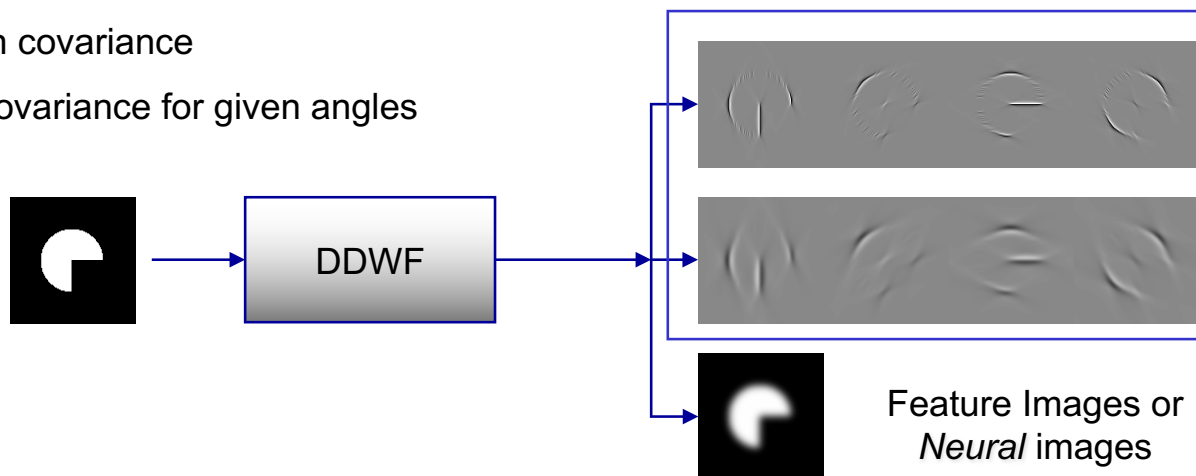 covariance
ovariance for given angles
DDWF
Feature Images or
Neural images